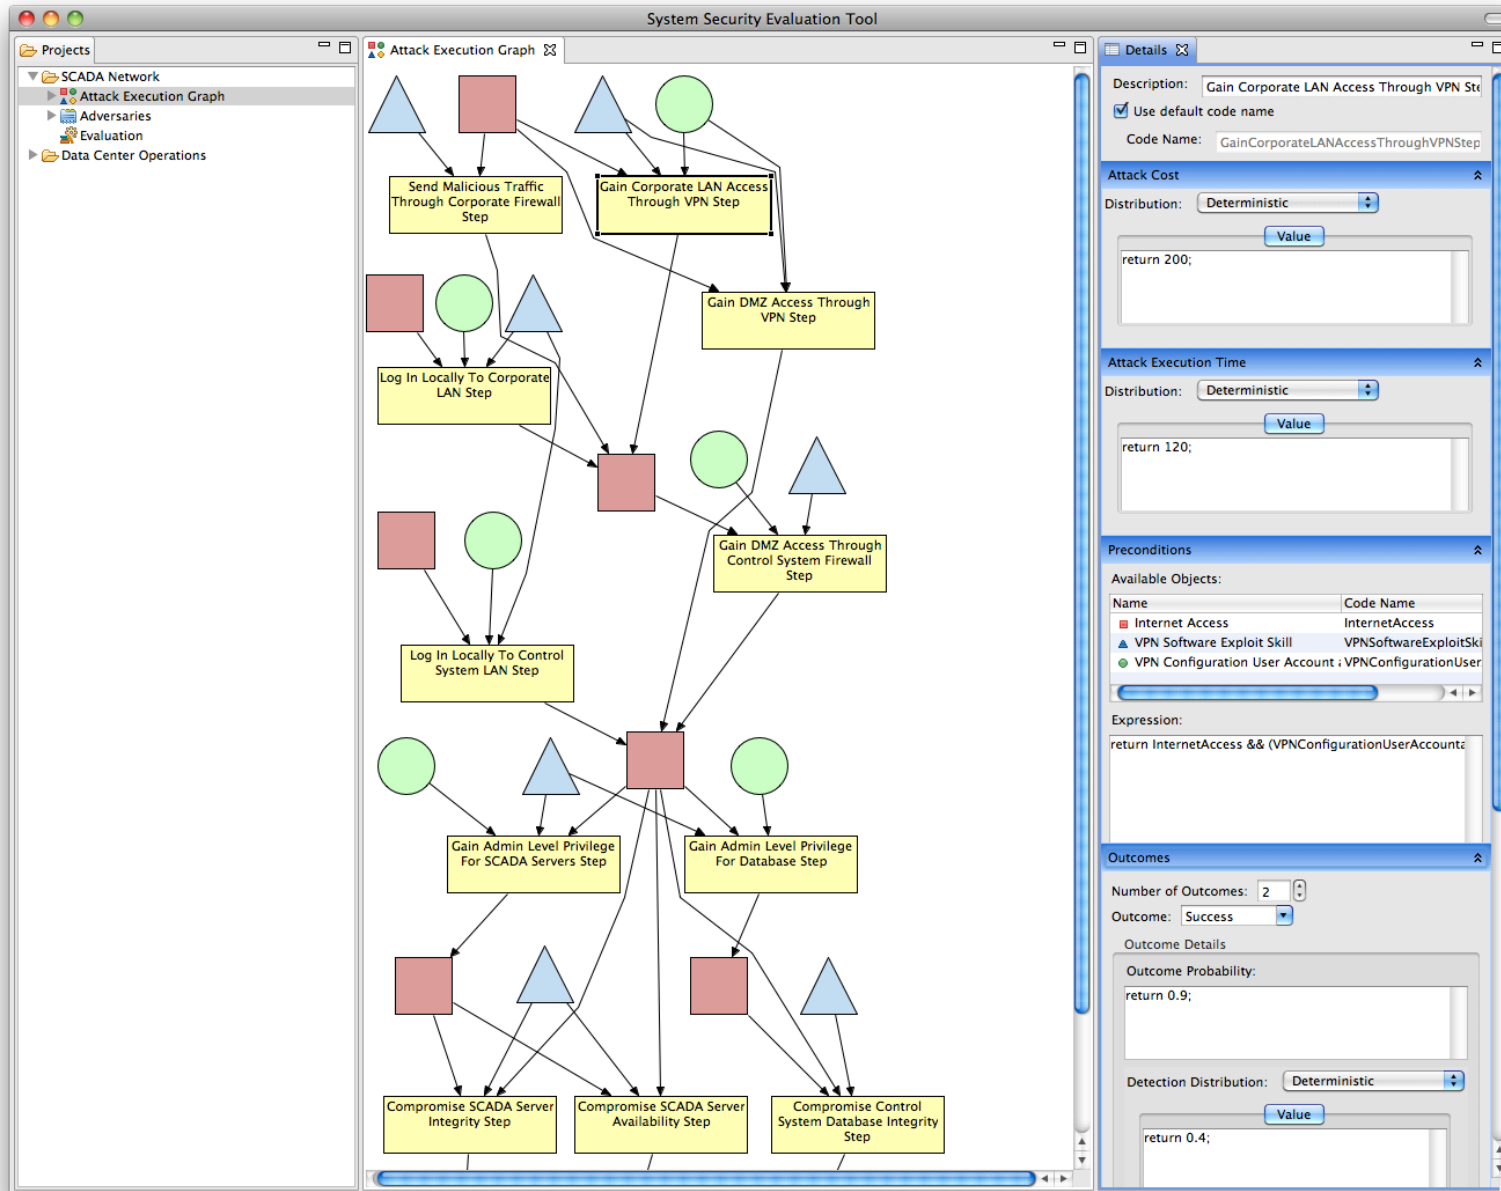 System Security Evaluation Tool
Projects
SCADA Network
Attack Execution Graph
Adversaries
Evaluation
Data Center Operations
Attack Execution Graph
Send Malicious Traffic
Through Corporate Firewall
Step
Gain Corporate LAN Access
Through VPN Step
Gain DMZ Access Through
VPN Step
Log In Locally To Corporate
LAN Step
Gain DMZ Access Through
Control System Firewall
Step
Log In Locally To Control
System LAN Step
Gain Admin Level Privilege
For SCADA Servers Step
Gain Admin Level Privilege
For Database Step
Compromise SCADA Server
Integrity Step
Compromise SCADA Server
Availability Step
Compromise Control
System Database Integrity
Step
Details
Description: Gain Corporate LAN Access Through VPN Ste
Use default code name
Code Name: GainCorporateLANAccessThroughVPNStep
Attack Cost
Distribution: Deterministic
Value
return 200;
Attack Execution Time
Distribution: Deterministic
Value
return 120;
Preconditions
Available Objects:
Name Code Name
Internet Access InternetAccess
VPN Software Exploit Skill VPNSoftwareExploitSki
VPN Configuration User Account VPNConfigurationUser
Expression:
return InternetAccess && (VPNConfigurationUserAccounta
Outcomes
Number of Outcomes: 2
Outcome: Success
Outcome Details
Outcome Probability:
return 0.9;
Detection Distribution: Deterministic
Value
return 0.4;